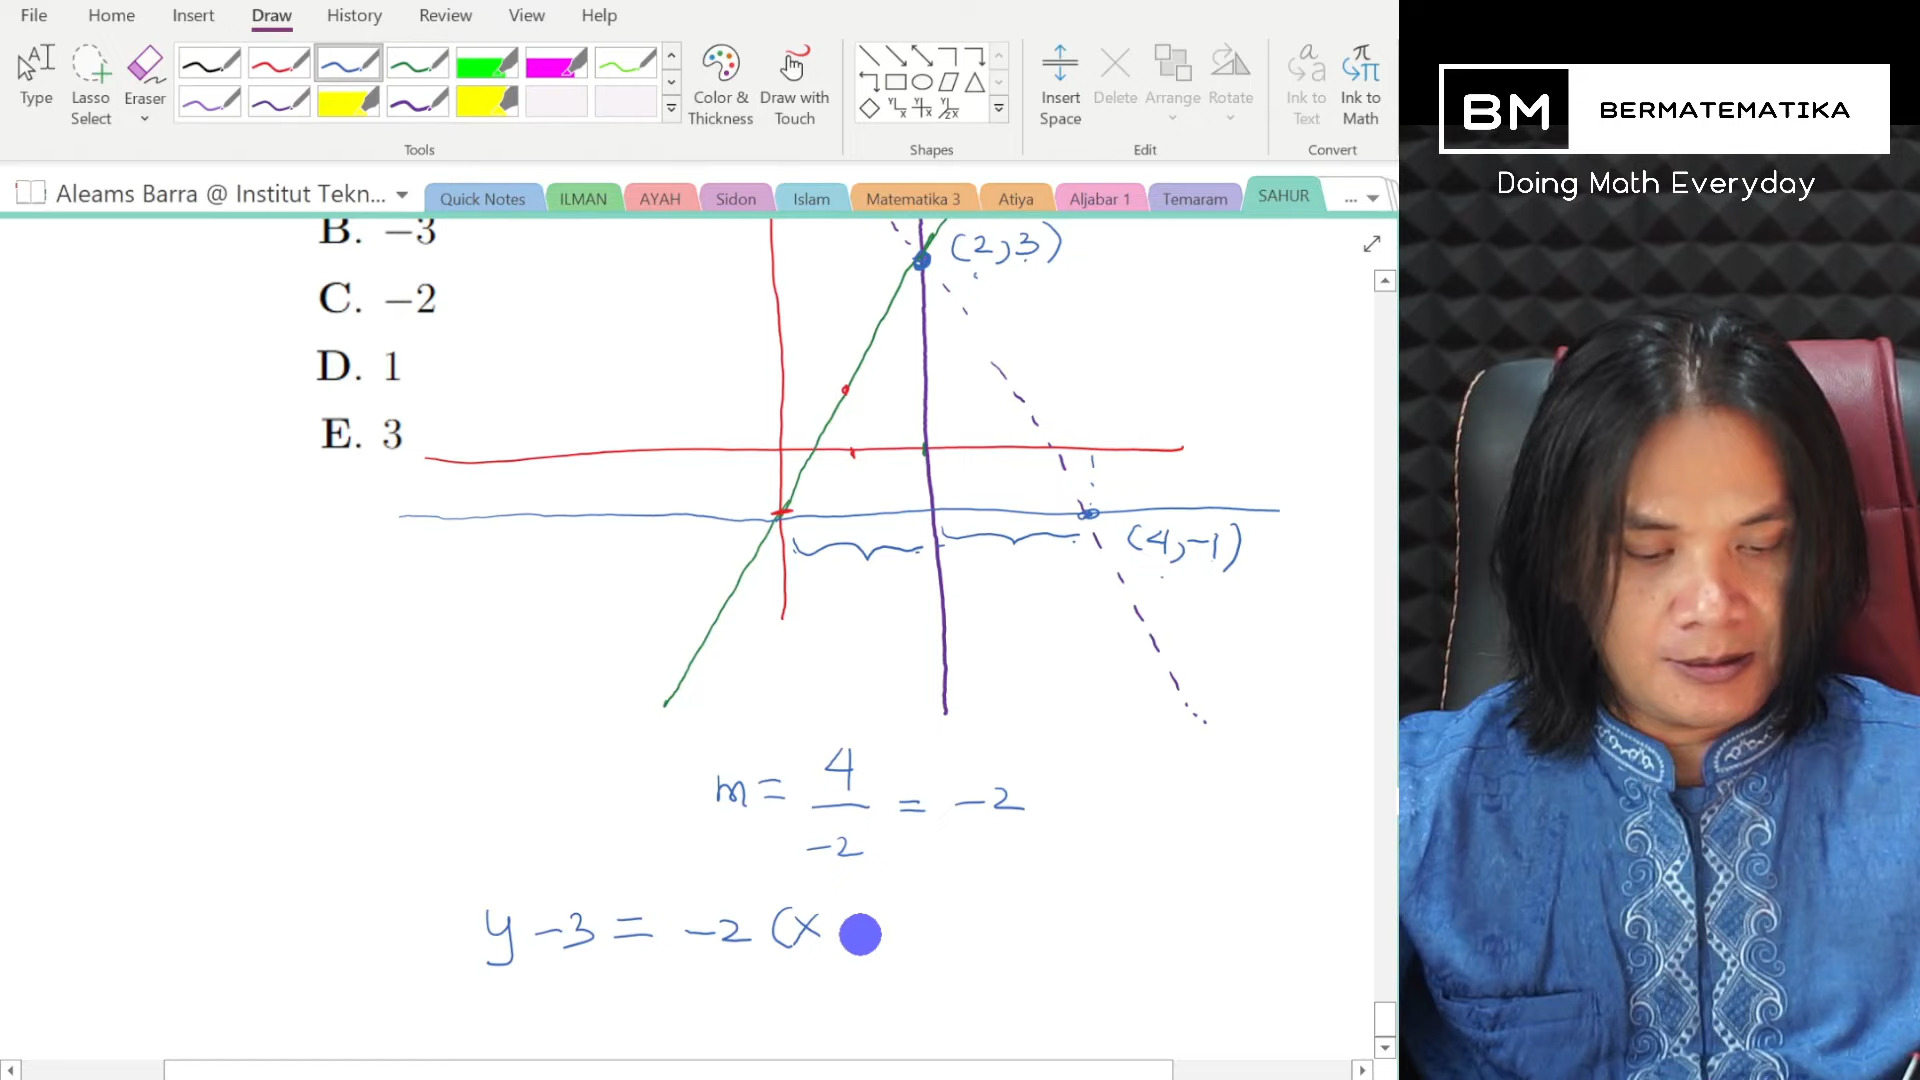 File Home Insert Draw History Review View Help
Type Lasso Select Eraser Color & Thickness Draw with Touch Insert Space Delete Arrange Rotate Ink to Text Ink to Math
Tools Shapes Edit Convert
Aleams Barra @ Institut Tekn... Quick Notes ILMAN AYAH Sidon Islam Matematika 3 Atiya Aljabar 1 Temaram SAHUR ...
BM BERMATEMATIKA
Doing Math Everyday
B. −3
(2,3)
C. −2
D. 1
E. 3
(4,-1)
m = 4/-2 = -2
y -3 = -2 (x